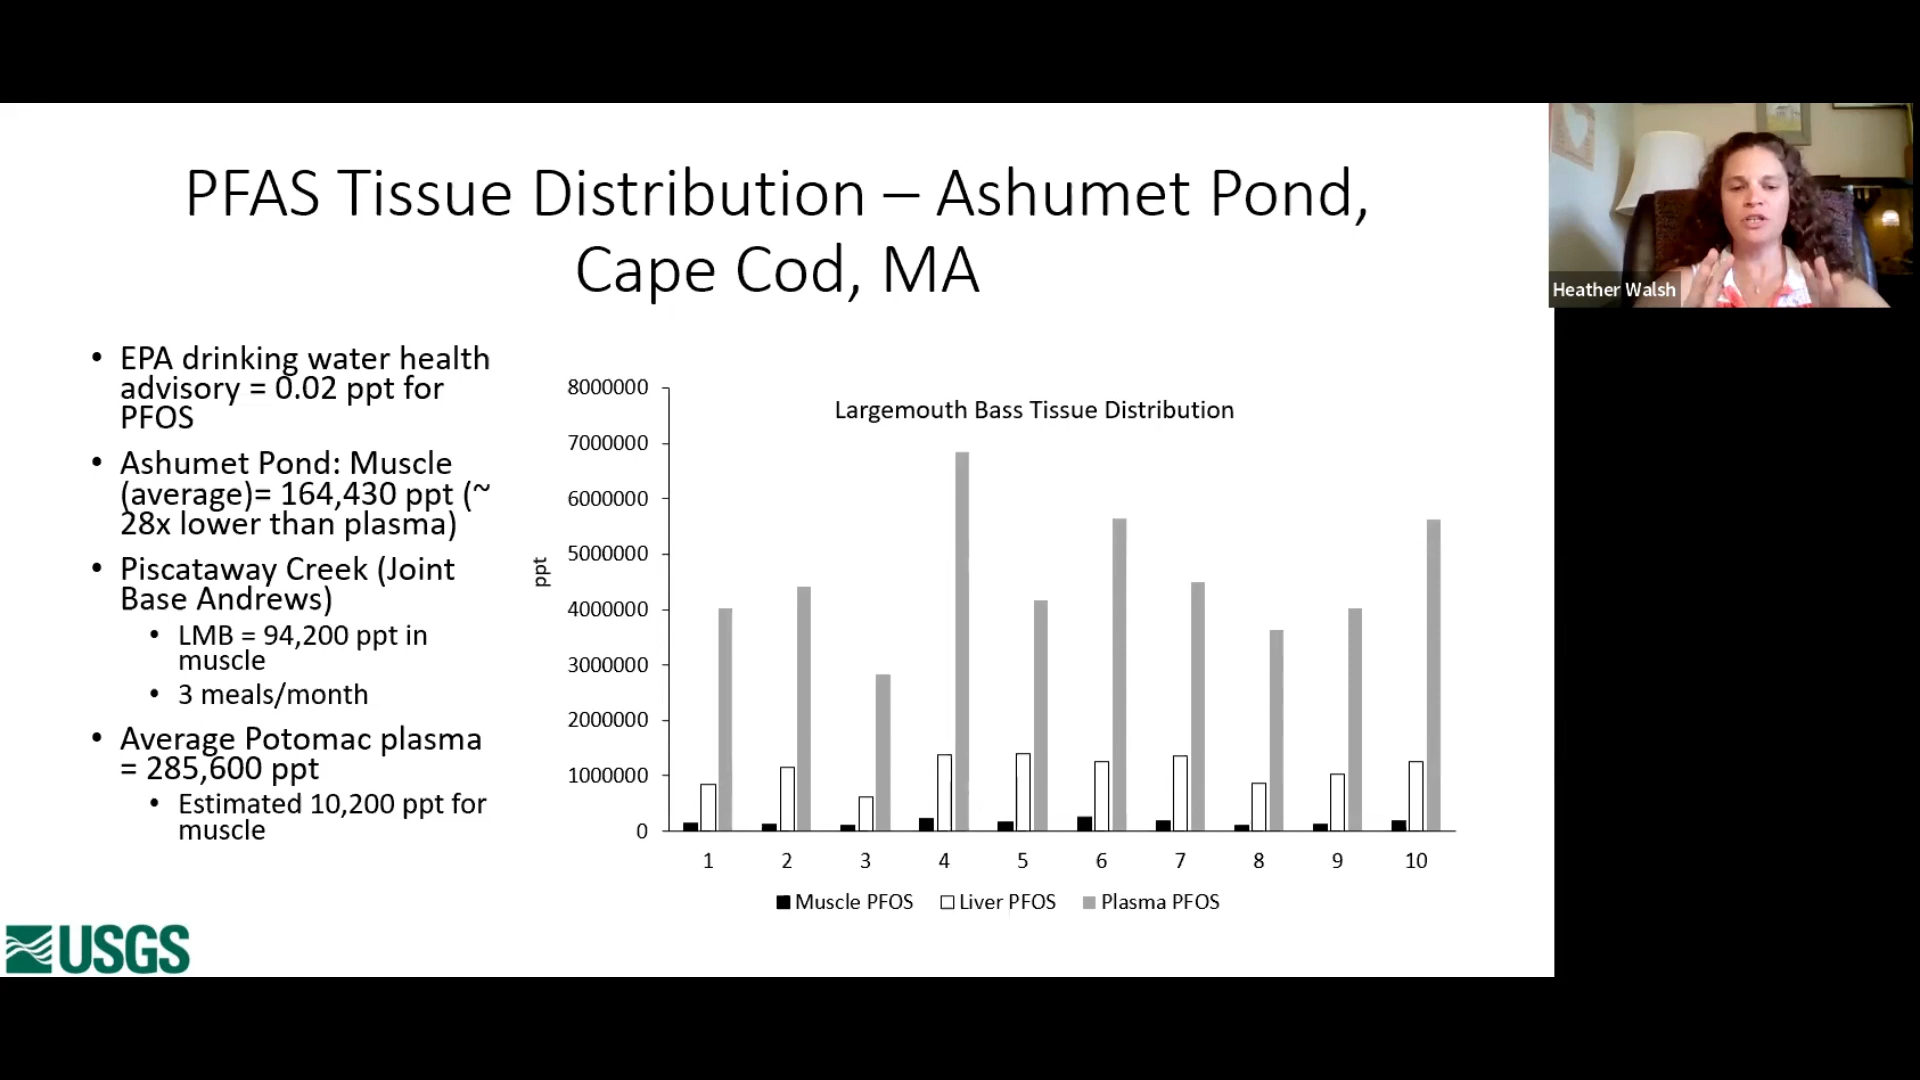 PFAS Tissue Distribution – Ashumet Pond,
Cape Cod, MA
Heather Walsh
• EPA drinking water health
advisory = 0.02 ppt for
PFOS
• Ashumet Pond: Muscle
(average)= 164,430 ppt (~
28x lower than plasma)
• Piscataway Creek (Joint
Base Andrews)
• LMB = 94,200 ppt in
muscle
• 3 meals/month
• Average Potomac plasma
= 285,600 ppt
• Estimated 10,200 ppt for
muscle
Largemouth Bass Tissue Distribution
ppt
8000000
7000000
6000000
5000000
4000000
3000000
2000000
1000000
0
1 2 3 4 5 6 7 8 9 10
Muscle PFOS Liver PFOS Plasma PFOS
USGS